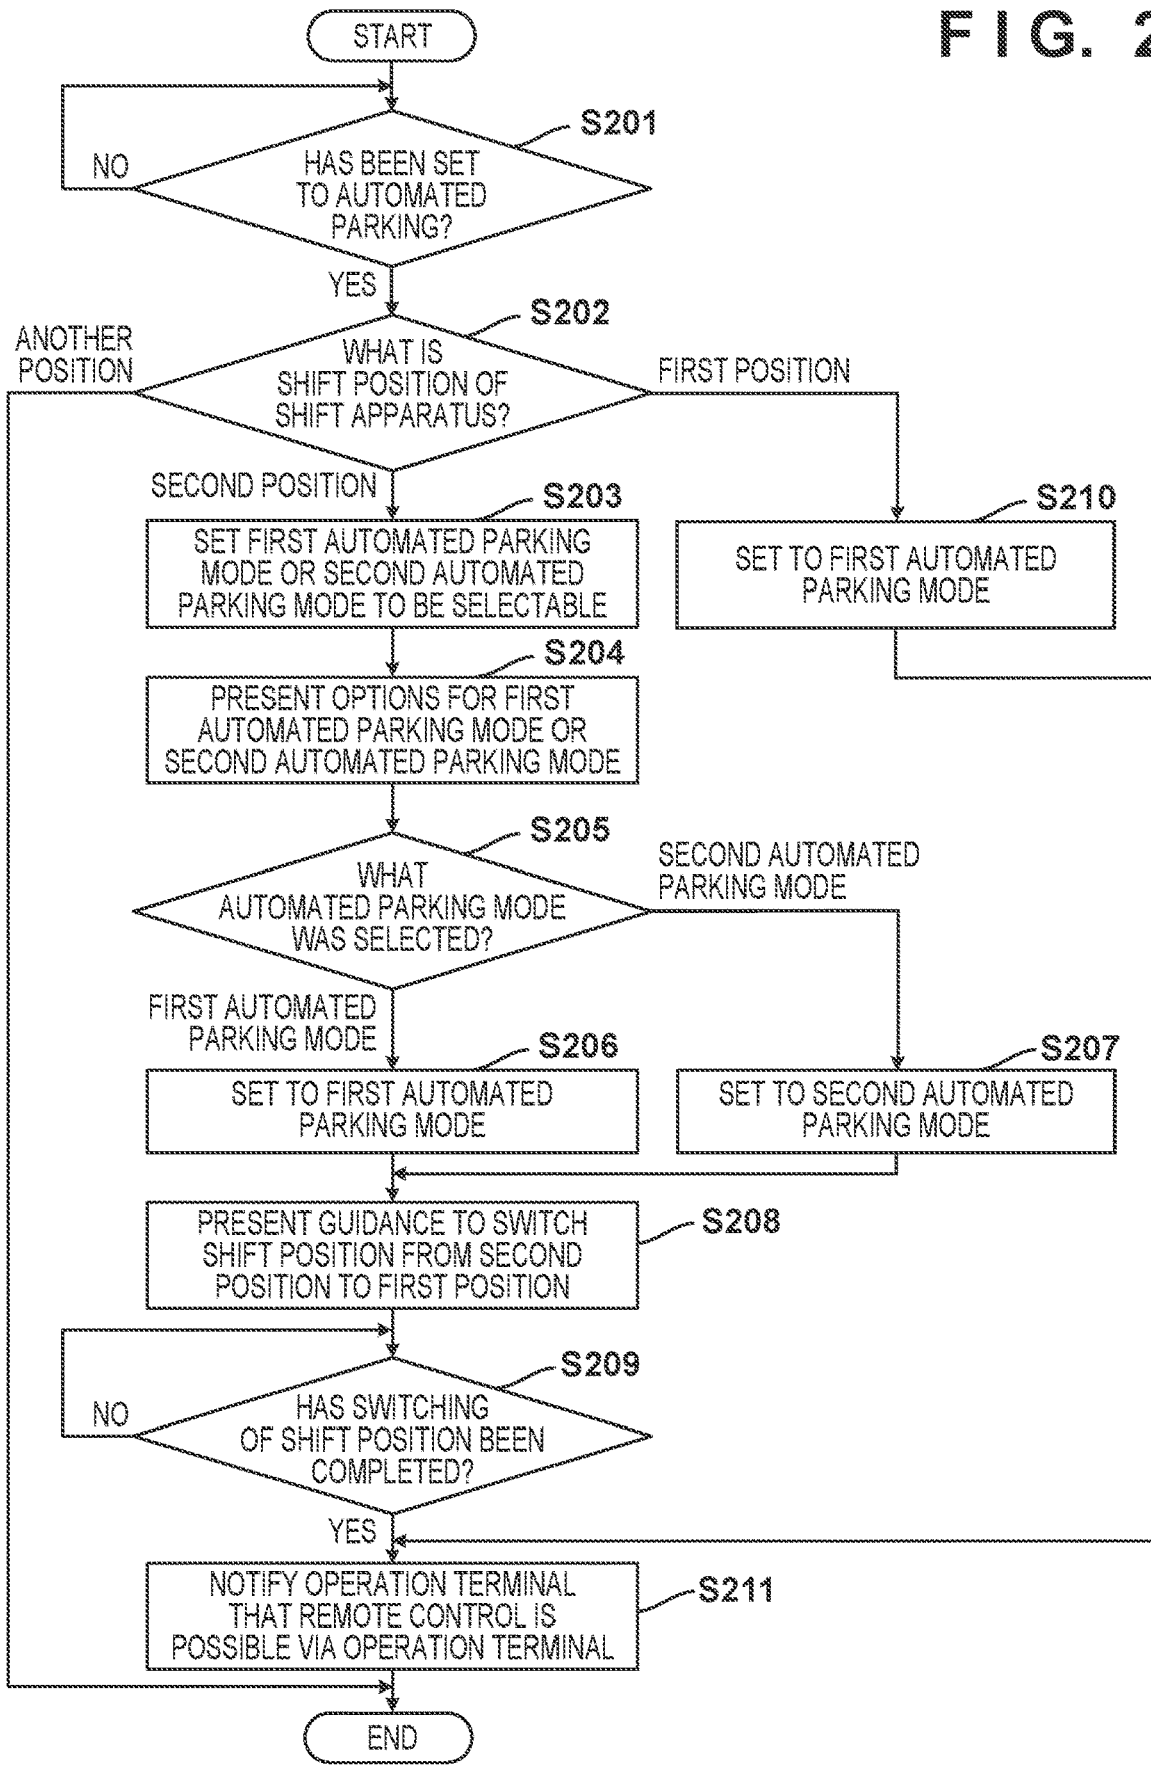 FIG. 2
START
S201
HAS BEEN SET
TO AUTOMATED
PARKING?
NO
YES
S202
WHAT IS
SHIFT POSITION OF
SHIFT APPARATUS?
ANOTHER
POSITION
FIRST POSITION
SECOND POSITION
S203
SET FIRST AUTOMATED PARKING
MODE OR SECOND AUTOMATED
PARKING MODE TO BE SELECTABLE
S210
SET TO FIRST AUTOMATED
PARKING MODE
S204
PRESENT OPTIONS FOR FIRST
AUTOMATED PARKING MODE OR
SECOND AUTOMATED PARKING MODE
S205
WHAT
AUTOMATED PARKING MODE
WAS SELECTED?
SECOND AUTOMATED
PARKING MODE
FIRST AUTOMATED
PARKING MODE
S206
SET TO FIRST AUTOMATED
PARKING MODE
S207
SET TO SECOND AUTOMATED
PARKING MODE
S208
PRESENT GUIDANCE TO SWITCH
SHIFT POSITION FROM SECOND
POSITION TO FIRST POSITION
S209
HAS SWITCHING
OF SHIFT POSITION BEEN
COMPLETED?
NO
YES
S211
NOTIFY OPERATION TERMINAL
THAT REMOTE CONTROL IS
POSSIBLE VIA OPERATION TERMINAL
END